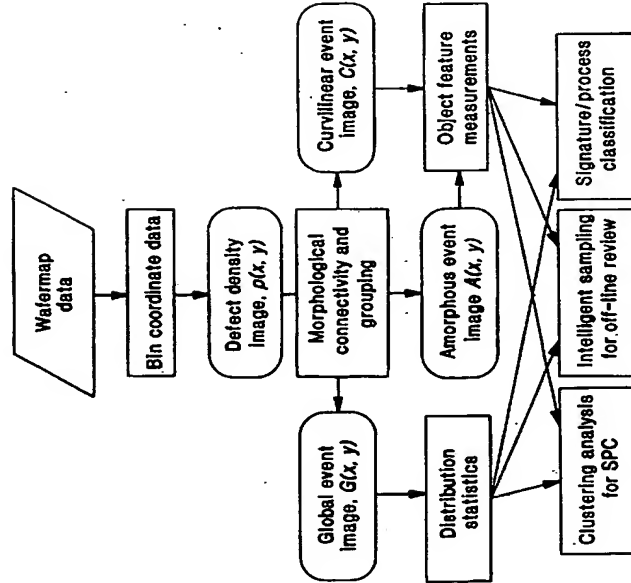 Wafermap
data
Bin coordinate data
Defect density
image, ρ(x, y)
Morphological
connectivity and
grouping
Global event
image, G(x, y)
Curvilinear event
image, C(x, y)
Amorphous event
image A(x, y)
Distribution
statistics
Object feature
measurements
Clustering analysis
for SPC
Intelligent sampling
for off-line review
Signature/process
classification